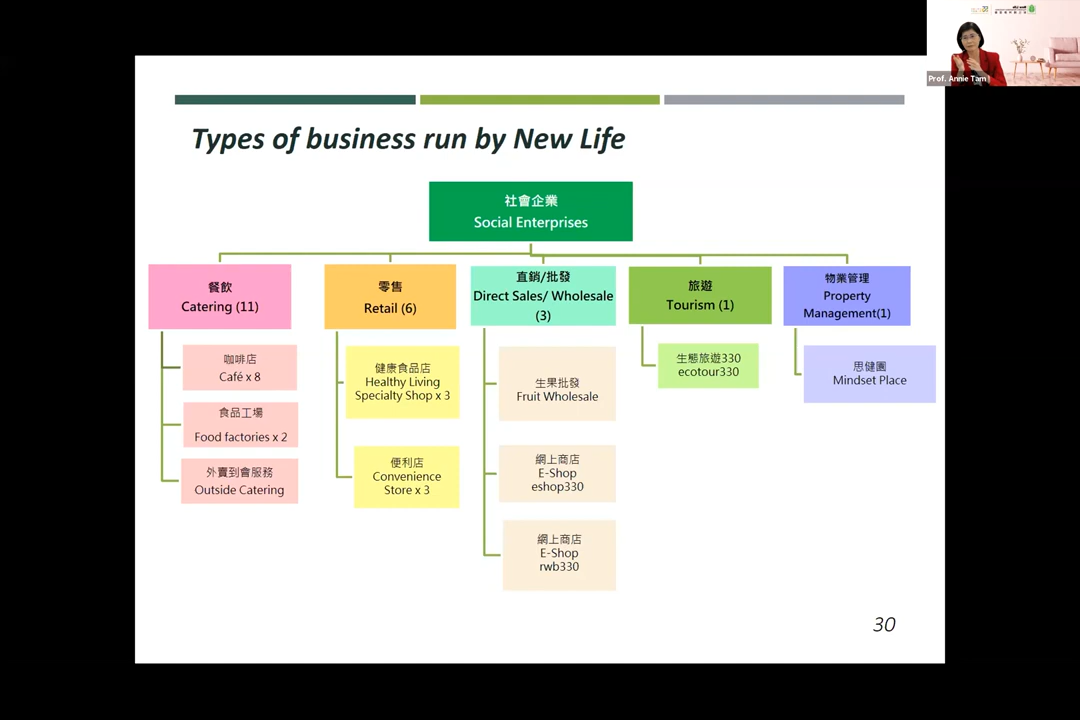 Prof. Annie Tam
Types of business run by New Life
社會企業
Social Enterprises
餐飲
Catering (11)
咖啡店
Café x 8
食品工場
Food factories x 2
外賣到會服務
Outside Catering
零售
Retail (6)
健康食品店
Healthy Living
Specialty Shop x 3
便利店
Convenience
Store x 3
直銷/批發
Direct Sales/ Wholesale
(3)
生果批發
Fruit Wholesale
網上商店
E-Shop
eshop330
網上商店
E-Shop
rwb330
旅遊
Tourism (1)
生態旅遊330
ecotour330
物業管理
Property
Management(1)
思健園
Mindset Place
30